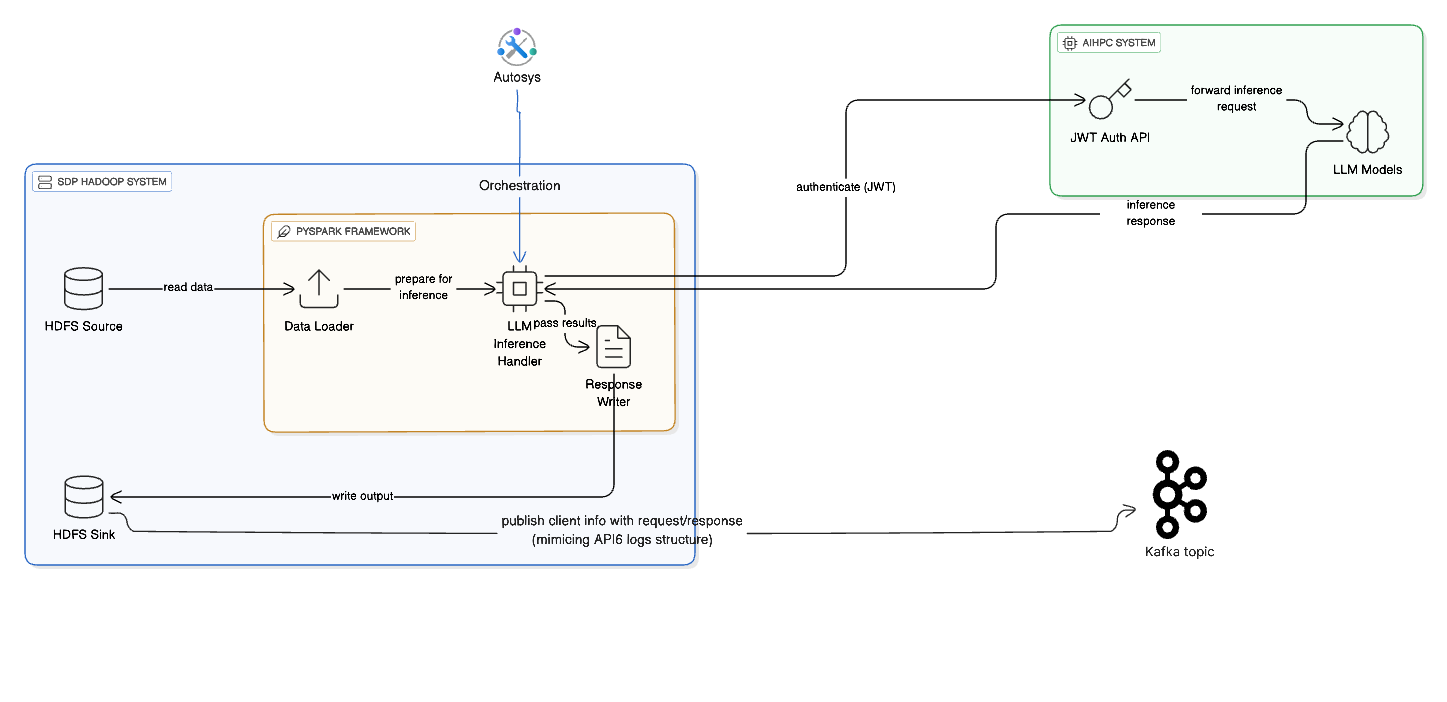 Autosys
AIHPC SYSTEM
forward inference
request
JWT Auth API
LLM Models
SDP HADOOP SYSTEM
Orchestration
authenticate (JWT)
inference
response
PYSPARK FRAMEWORK
read data
prepare for
inference
HDFS Source
Data Loader
LLM
Inference
Handler
pass results
Response
Writer
write output
HDFS Sink
publish client info with request/response
(mimicing API6 logs structure)
Kafka topic